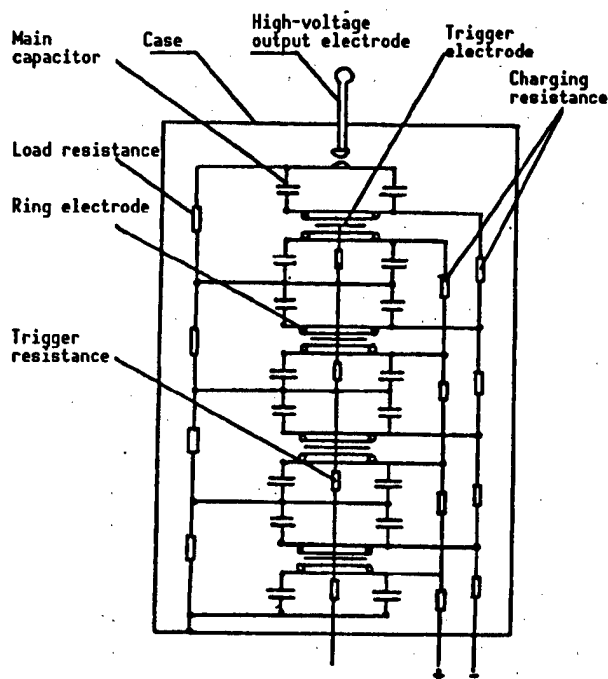 High-voltage
output electrode
Trigger
electrode
Main
capacitor
Case
Charging
resistance
Load resistance
Ring electrode
Trigger
resistance
+ -